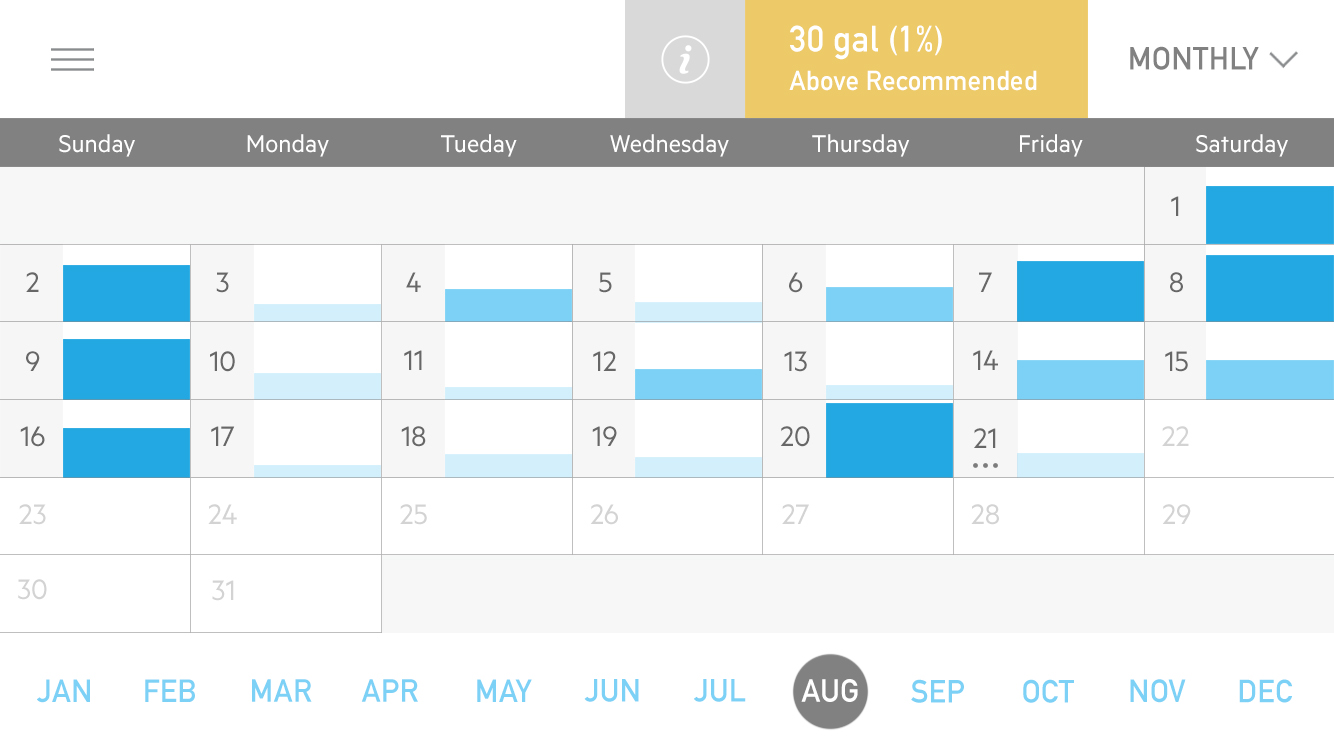 i
30 gal (1%)
Above Recommended
MONTHLY
Sunday Monday Tueday Wednesday Thursday Friday Saturday
1
2 3 4 5 6 7 8
9 10 11 12 13 14 15
16 17 18 19 20 21 22
...
23 24 25 26 27 28 29
30 31
JAN FEB MAR APR MAY JUN JUL AUG SEP OCT NOV DEC